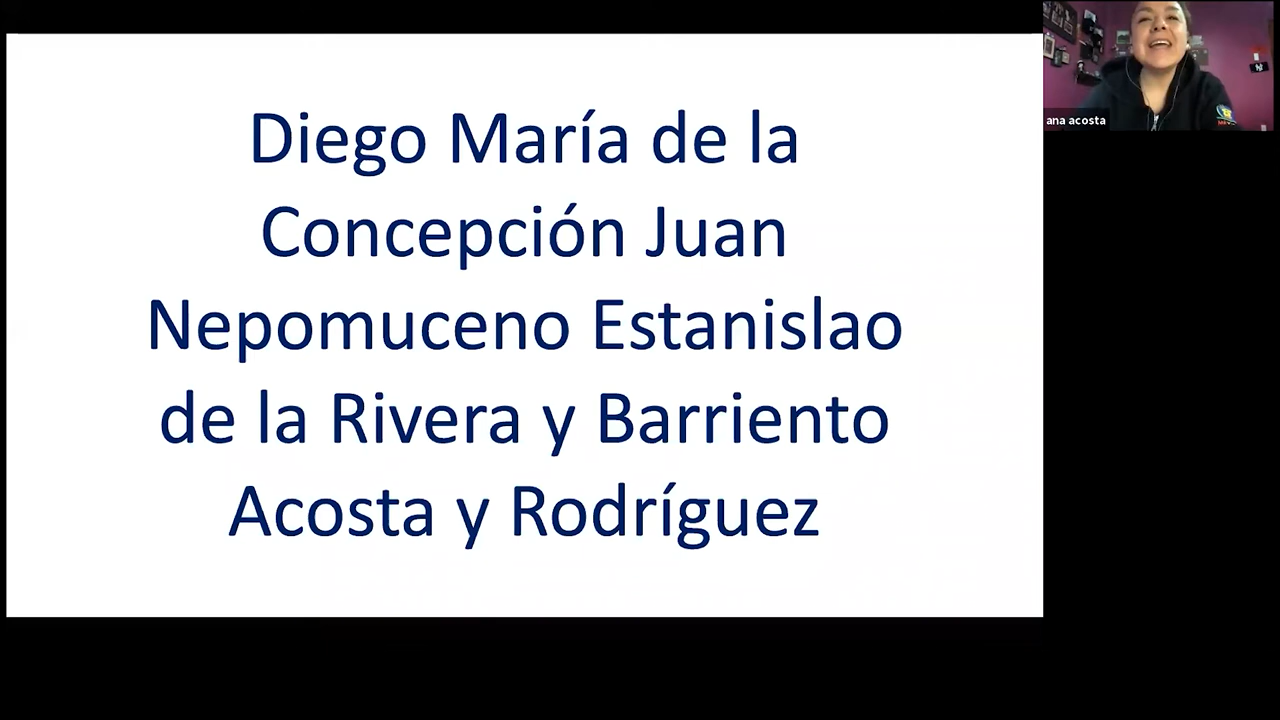 Diego María de la
Concepción Juan
Nepomuceno Estanislao
de la Rivera y Barriento
Acosta y Rodríguez
ana acosta